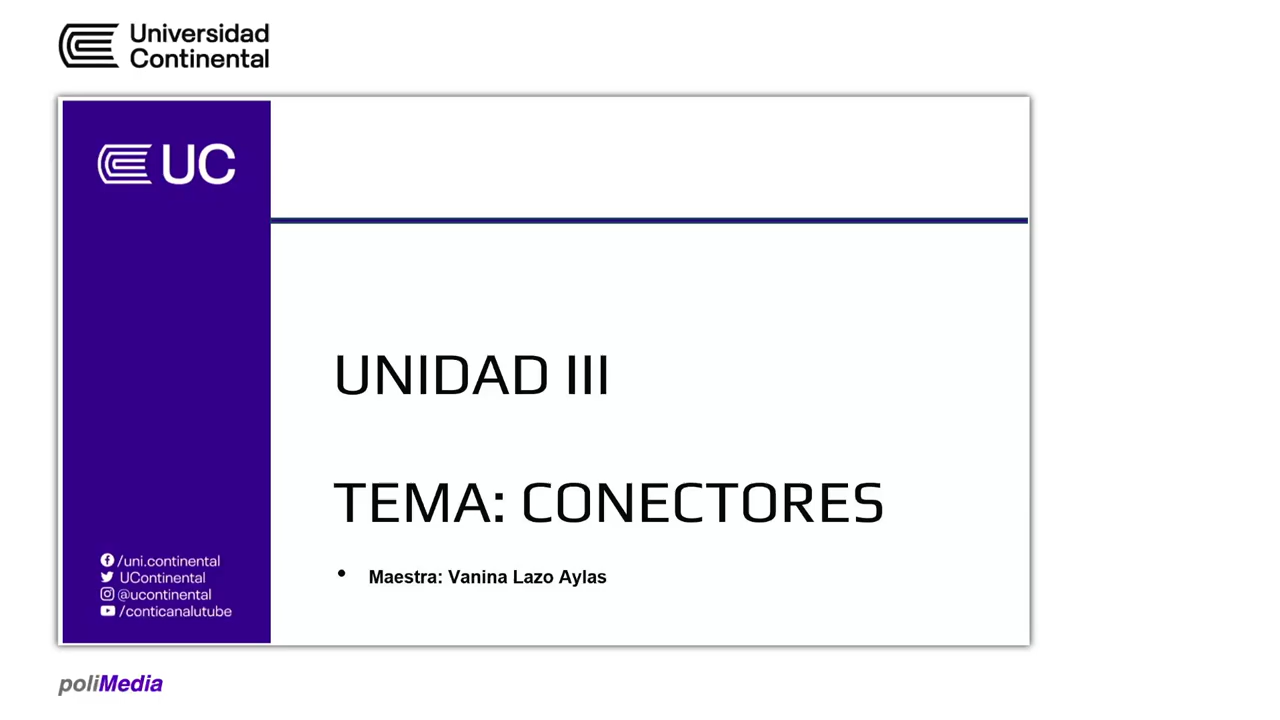 Universidad
Continental
UC
UNIDAD III
TEMA: CONECTORES
• Maestra: Vanina Lazo Aylas
/uni.continental
UContinental
@ucontinental
/conticanalutube
poliMedia